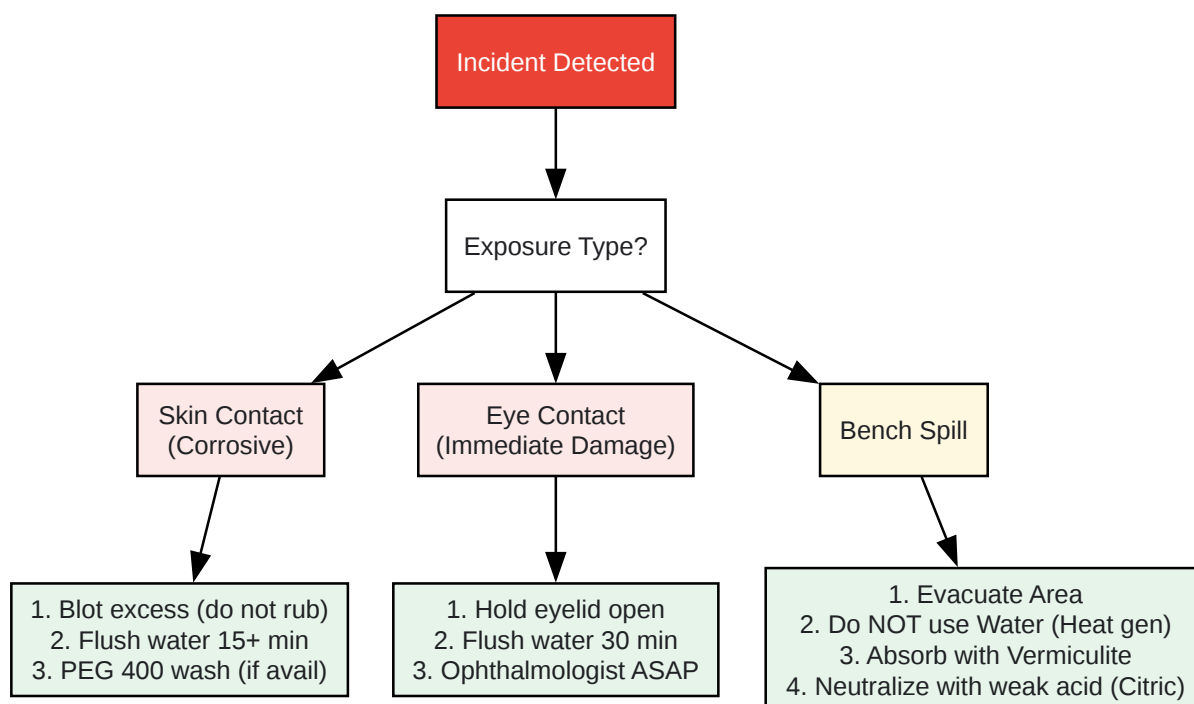 Incident Detected
Exposure Type?
Skin Contact
(Corrosive)
Eye Contact
(Immediate Damage)
Bench Spill
1. Blot excess (do not rub)
2. Flush water 15+ min
3. PEG 400 wash (if avail)
1. Hold eyelid open
2. Flush water 30 min
3. Ophthalmologist ASAP
1. Evacuate Area
2. Do NOT use Water (Heat gen)
3. Absorb with Vermiculite
4. Neutralize with weak acid (Citric)